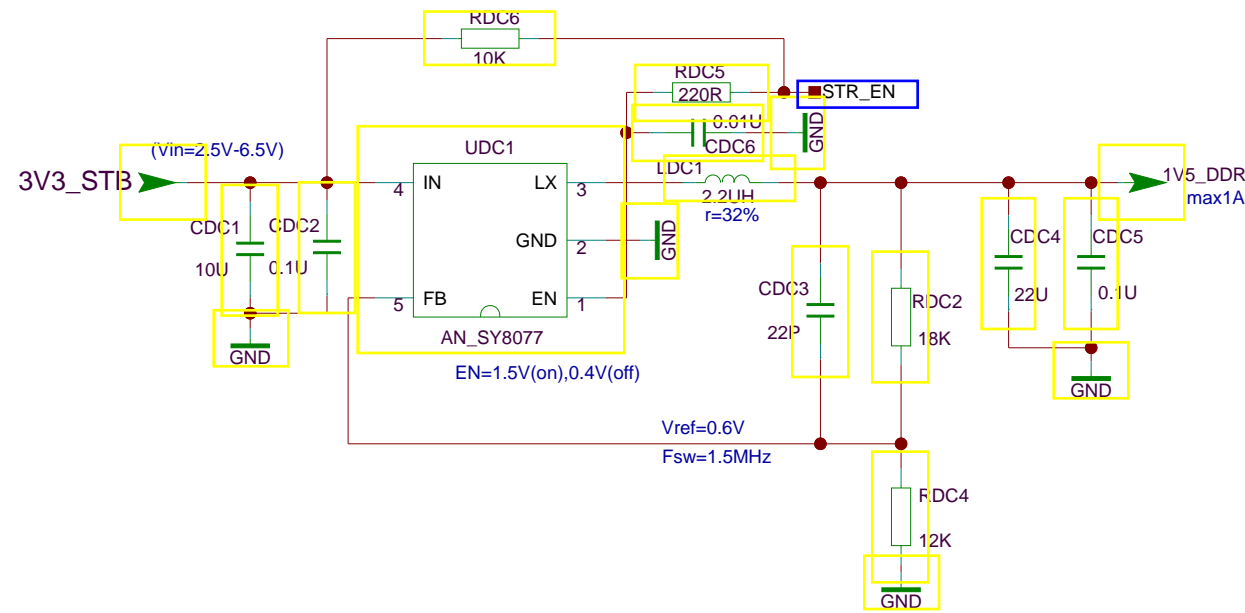 RDC6
10K
RDC5
220R
STR_EN
0.01U
GND
CDC6
(Vin=2.5V-6.5V)
UDC1
LDC1
3V3_STB
4
IN
LX
3
2.2UH
r=32%
1V5_DDR
max1A
CDC1
CDC2
10U
0.1U
GND
2
GND
CDC4
CDC5
22U
0.1U
5
FB
EN
1
CDC3
22P
RDC2
18K
GND
AN_SY8077
EN=1.5V(on),0.4V(off)
GND
Vref=0.6V
Fsw=1.5MHz
RDC4
12K
GND